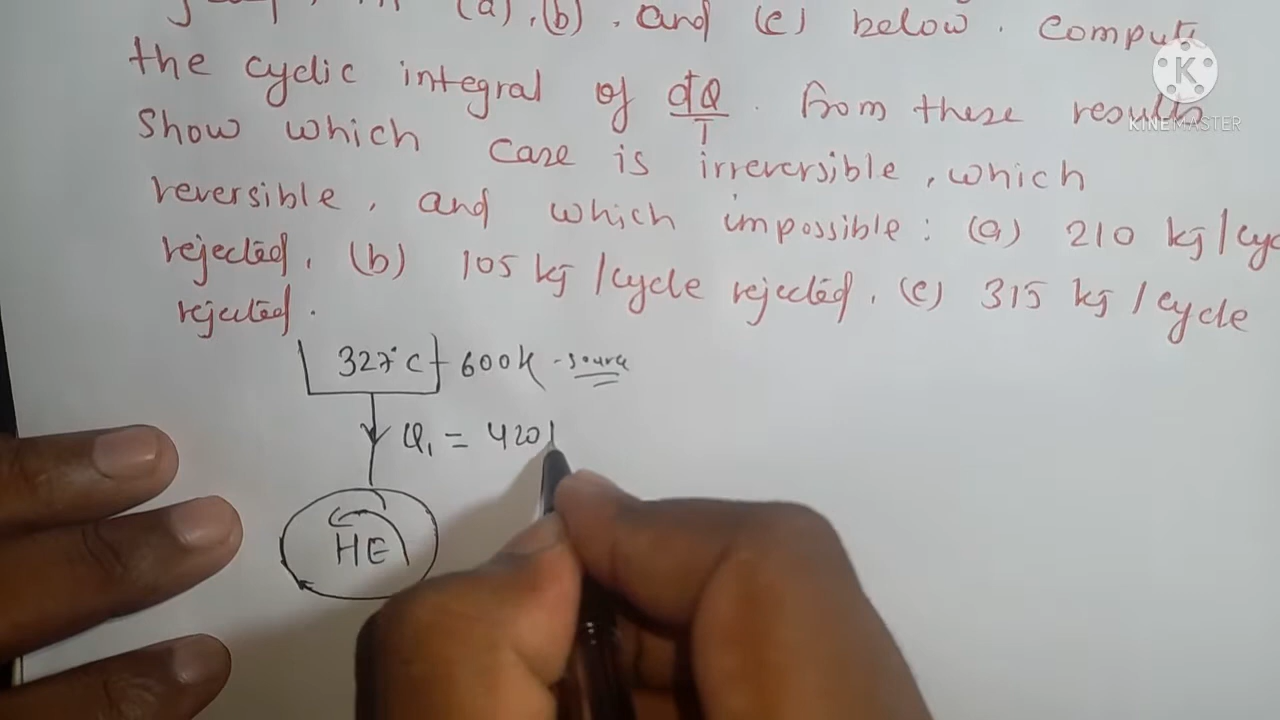 (a), (b), and (c) below. Compute
the cyclic integral of dQ/T. From these results
show which case is irreversible, which
reversible, and which impossible: (a) 210 kJ/cyc
rejected. (b) 105 kJ/cycle rejected. (c) 315 kJ/cycle
rejected.
327°C 600K - source
Q₁ = 420
HE
K
KINEMASTER